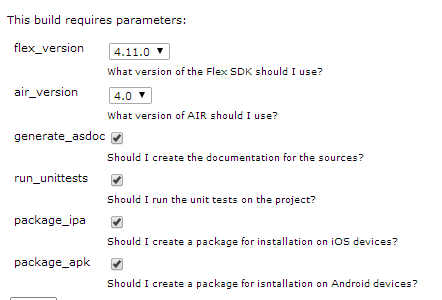 This build requires parameters:
flex_version 4.11.0
What version of the Flex SDK should I use?
air_version 4.0
What version of AIR should I use?
generate_asdoc
Should I create the documentation for the sources?
run_unittests
Should I run the unit tests on the project?
package_ipa
Should I create a package for installation on iOS devices?
package_apk
Should I create a package for isntallation on Android devices?